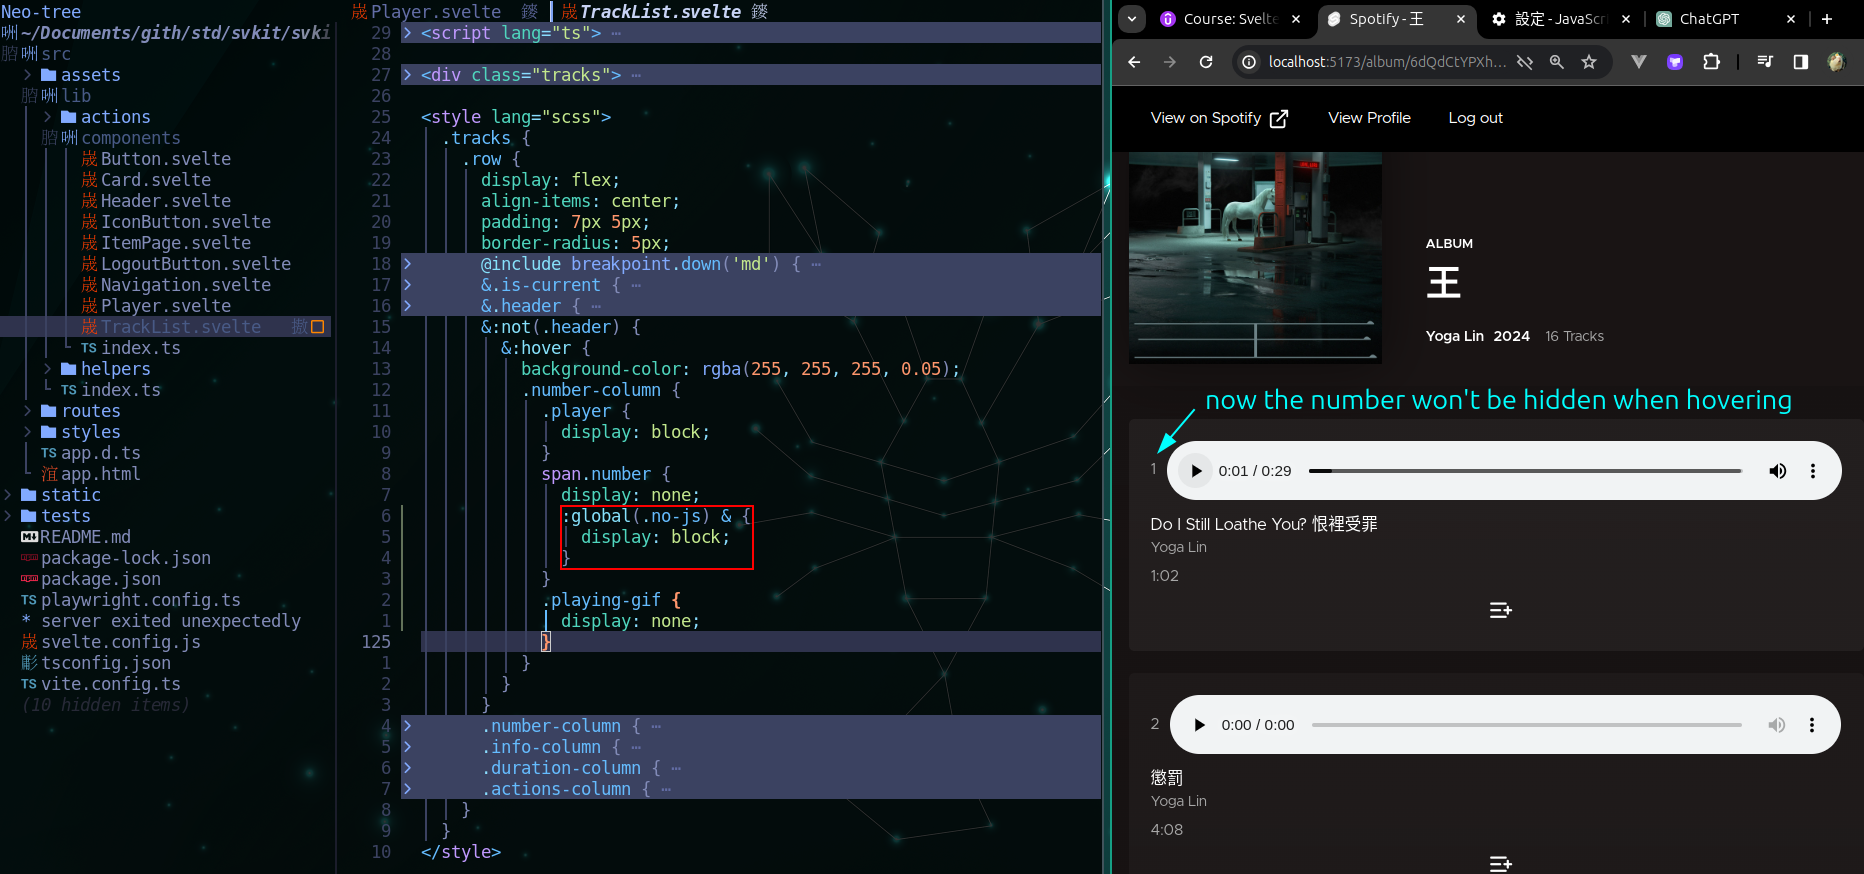 Neo-tree
~/Documents/gith/std/svkit/svki
src
assets
lib
actions
components
Button.svelte
Card.svelte
Header.svelte
IconButton.svelte
ItemPage.svelte
LogoutButton.svelte
Navigation.svelte
Player.svelte
TrackList.svelte
TS index.ts
helpers
TS index.ts
routes
styles
TS app.d.ts
app.html
static
tests
README.md
package-lock.json
package.json
TS playwright.config.ts
* server exited unexpectedly
svelte.config.js
tsconfig.json
TS vite.config.ts
(10 hidden items)
Player.svelte TrackList.svelte
29 > <script lang="ts"> ⋯
28
27 > <div class="tracks"> ⋯
26
25 <style lang="scss">
24 .tracks {
23 .row {
22 display: flex;
21 align-items: center;
20 padding: 7px 5px;
19 border-radius: 5px;
18 > @include breakpoint.down('md') { ⋯
17 > &.is-current { ⋯
16 > &.header { ⋯
15 &:not(.header) {
14 &:hover {
13 background-color: rgba(255, 255, 255, 0.05);
12 .number-column {
11 .player {
10 display: block;
9 }
8 span.number {
7 display: none;
6 :global(.no-js) & {
5 display: block;
4 }
3 }
2 .playing-gif {
1 display: none;
125 }
1 }
2 }
3 }
4 > .number-column { ⋯
5 > .info-column { ⋯
6 > .duration-column { ⋯
7 > .actions-column { ⋯
8 }
9 }
10 </style>
Course: Svelte
Spotify - 王
設定 - JavaScri
ChatGPT
localhost:5173/album/6dQdCtYPXh...
View on Spotify
View Profile
Log out
ALBUM
王
Yoga Lin 2024 16 Tracks
now the number won't be hidden when hovering
1
0:01 / 0:29
Do I Still Loathe You? 恨裡受罪
Yoga Lin
1:02
2
0:00 / 0:00
懲罰
Yoga Lin
4:08